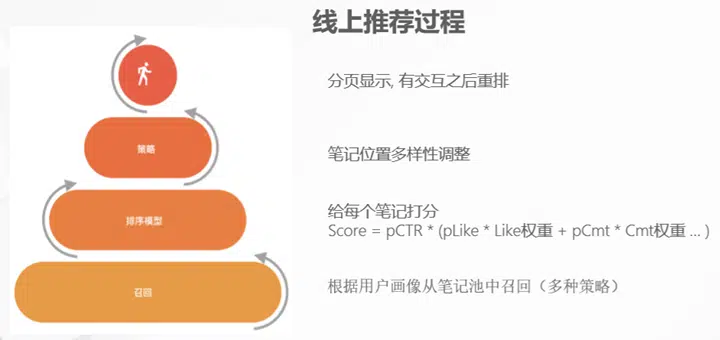 线上推荐过程
分页显示, 有交互之后重排
策略
笔记位置多样性调整
排序模型
给每个笔记打分
Score = pCTR * (pLike * Like权重 + pCmt * Cmt权重 ... )
召回
根据用户画像从笔记池中召回（多种策略）